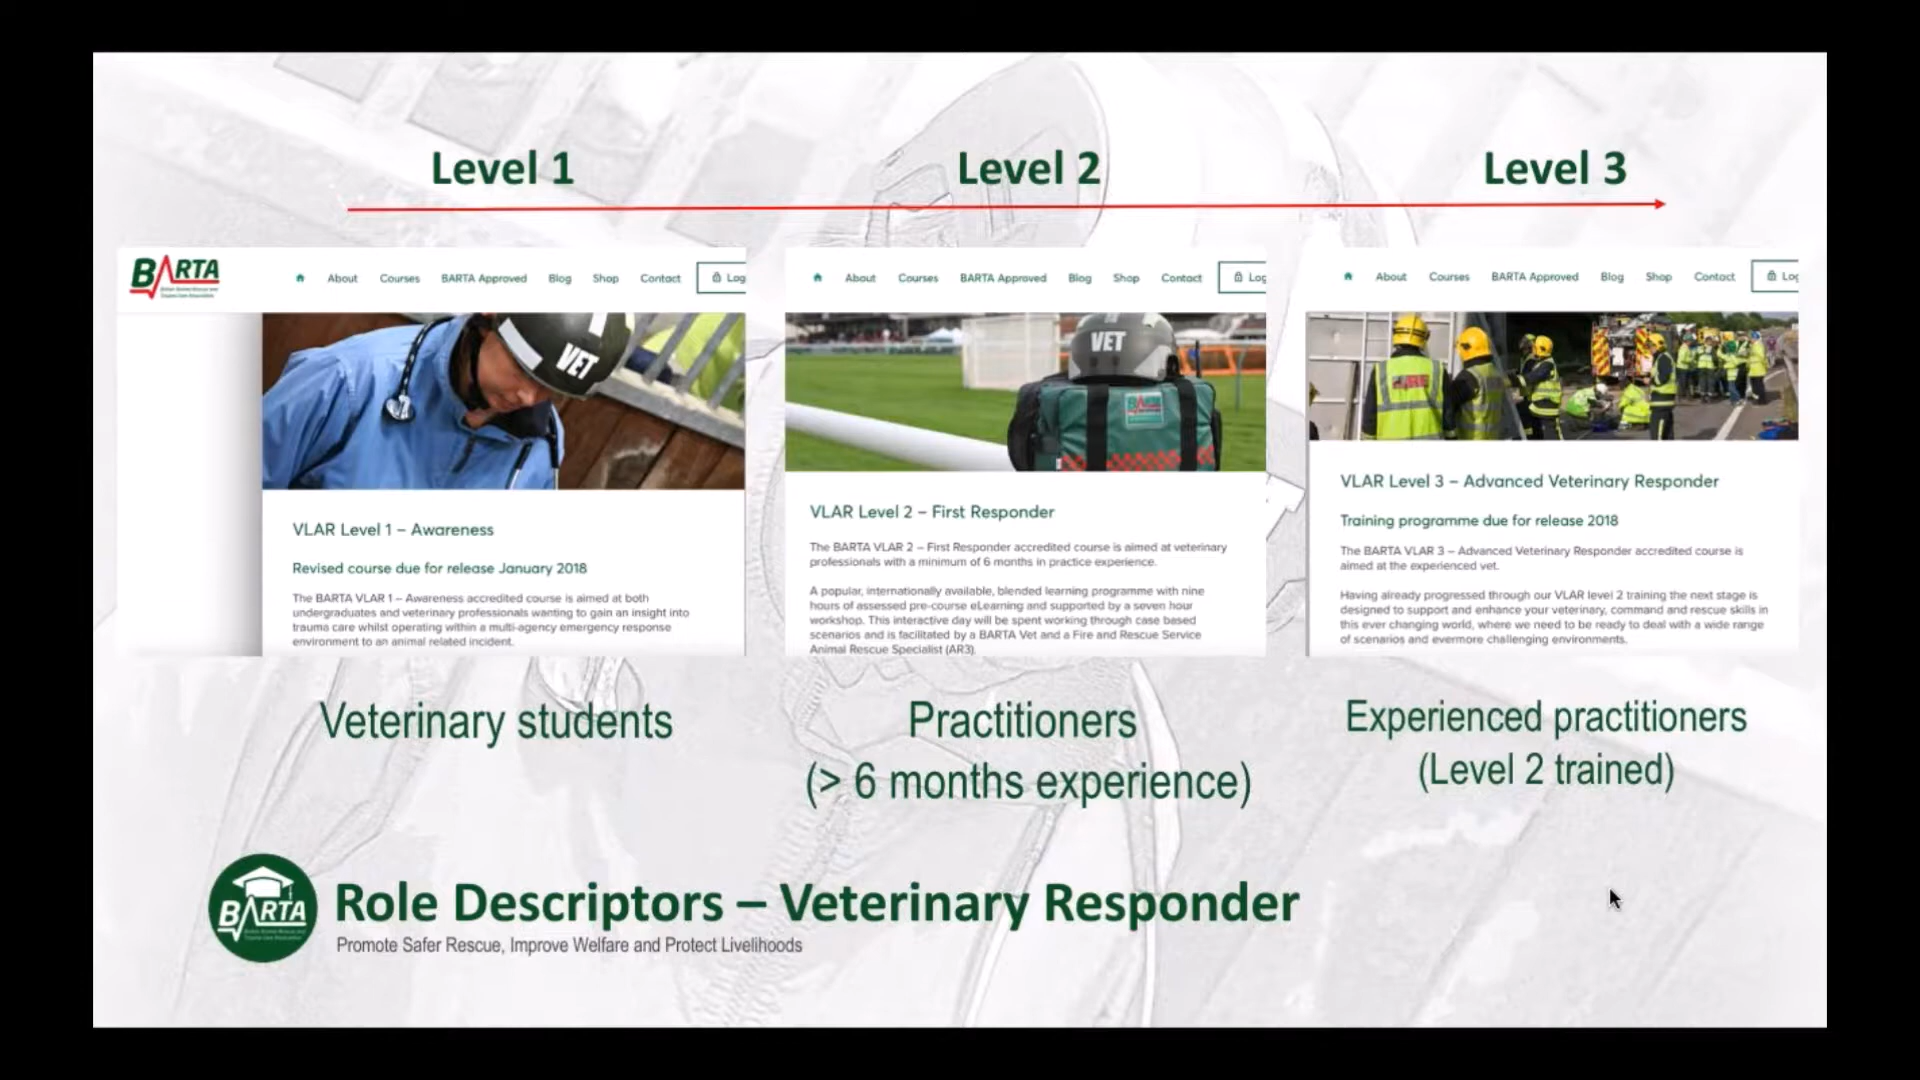 Level 1
Level 2
Level 3
BARTA
About Courses BARTA Approved Blog Shop Contact Log
VET
VLAR Level 1 – Awareness
Revised course due for release January 2018
The BARTA VLAR 1 – Awareness accredited course is aimed at both
undergraduates and veterinary professionals wanting to gain an insight into
trauma care whilst operating within a multi-agency emergency response
environment to an animal related incident.
Veterinary students
About Courses BARTA Approved Blog Shop Contact Log
VET
BARTA
VLAR Level 2 – First Responder
The BARTA VLAR 2 – First Responder accredited course is aimed at veterinary
professionals with a minimum of 6 months in practice experience.
A popular, internationally available, blended learning programme with nine
hours of assessed pre-course eLearning and supported by a seven hour
workshop. This interactive day will be spent working through case based
scenarios and is facilitated by a BARTA Vet and a Fire and Rescue Service
Animal Rescue Specialist (AR3).
Practitioners
(> 6 months experience)
About Courses BARTA Approved Blog Shop Contact Log
VLAR Level 3 – Advanced Veterinary Responder
Training programme due for release 2018
The BARTA VLAR 3 – Advanced Veterinary Responder accredited course is
aimed at the experienced vet.
Having already progressed through our VLAR level 2 training the next stage is
designed to support and enhance your veterinary, command and rescue skills in
this ever changing world, where we need to be ready to deal with a wide range
of scenarios and evermore challenging environments.
Experienced practitioners
(Level 2 trained)
BARTA
Role Descriptors – Veterinary Responder
Promote Safer Rescue, Improve Welfare and Protect Livelihoods